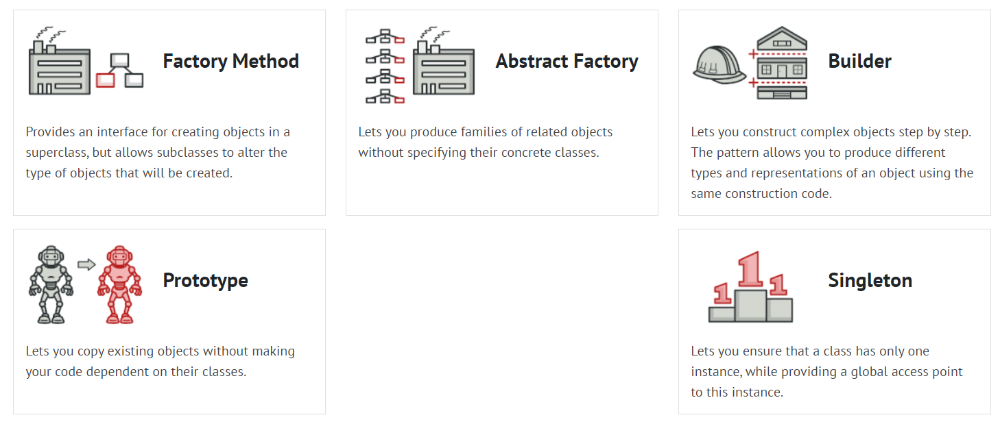 Factory Method
Provides an interface for creating objects in a
superclass, but allows subclasses to alter the
type of objects that will be created.
Abstract Factory
Lets you produce families of related objects
without specifying their concrete classes.
Builder
Lets you construct complex objects step by step.
The pattern allows you to produce different
types and representations of an object using the
same construction code.
Prototype
Lets you copy existing objects without making
your code dependent on their classes.
1 1 1
Singleton
Lets you ensure that a class has only one
instance, while providing a global access point
to this instance.